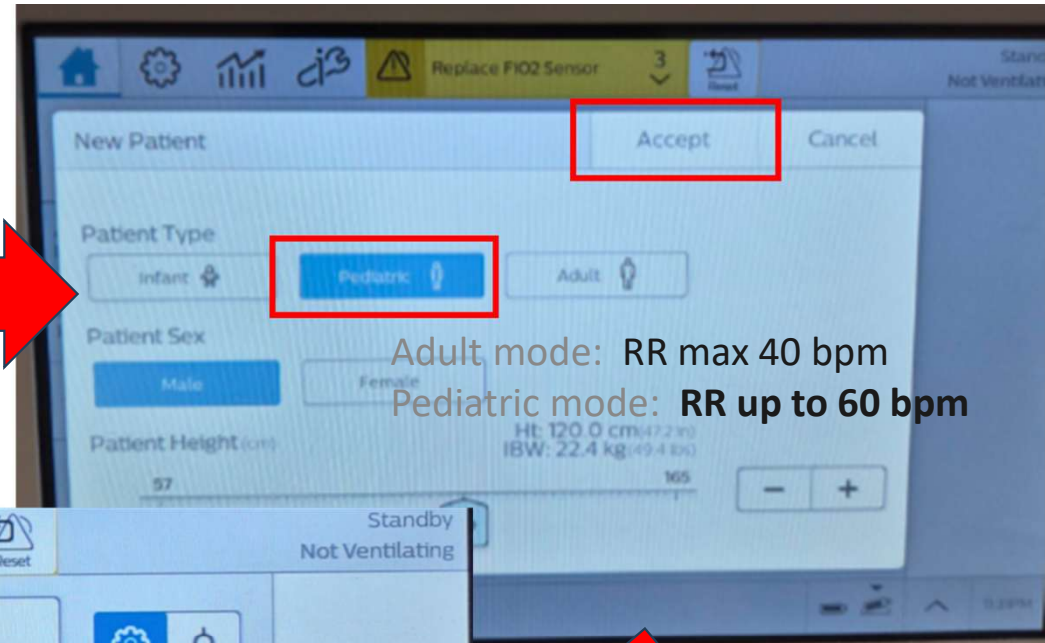 Replace FIO2 Sensor
3
Reset
Not Ventilat
New Patient
Accept
Cancel
Patient Type
Infant
Pediatric
Adult
Patient Sex
Male
Female
Adult mode: RR max 40 bpm
Pediatric mode: RR up to 60 bpm
Patient Height (cm)
Ht: 120.0 cm (47.2 in)
IBW: 22.4 kg (49.4 lbs)
57
165
Standby
Not Ventilating